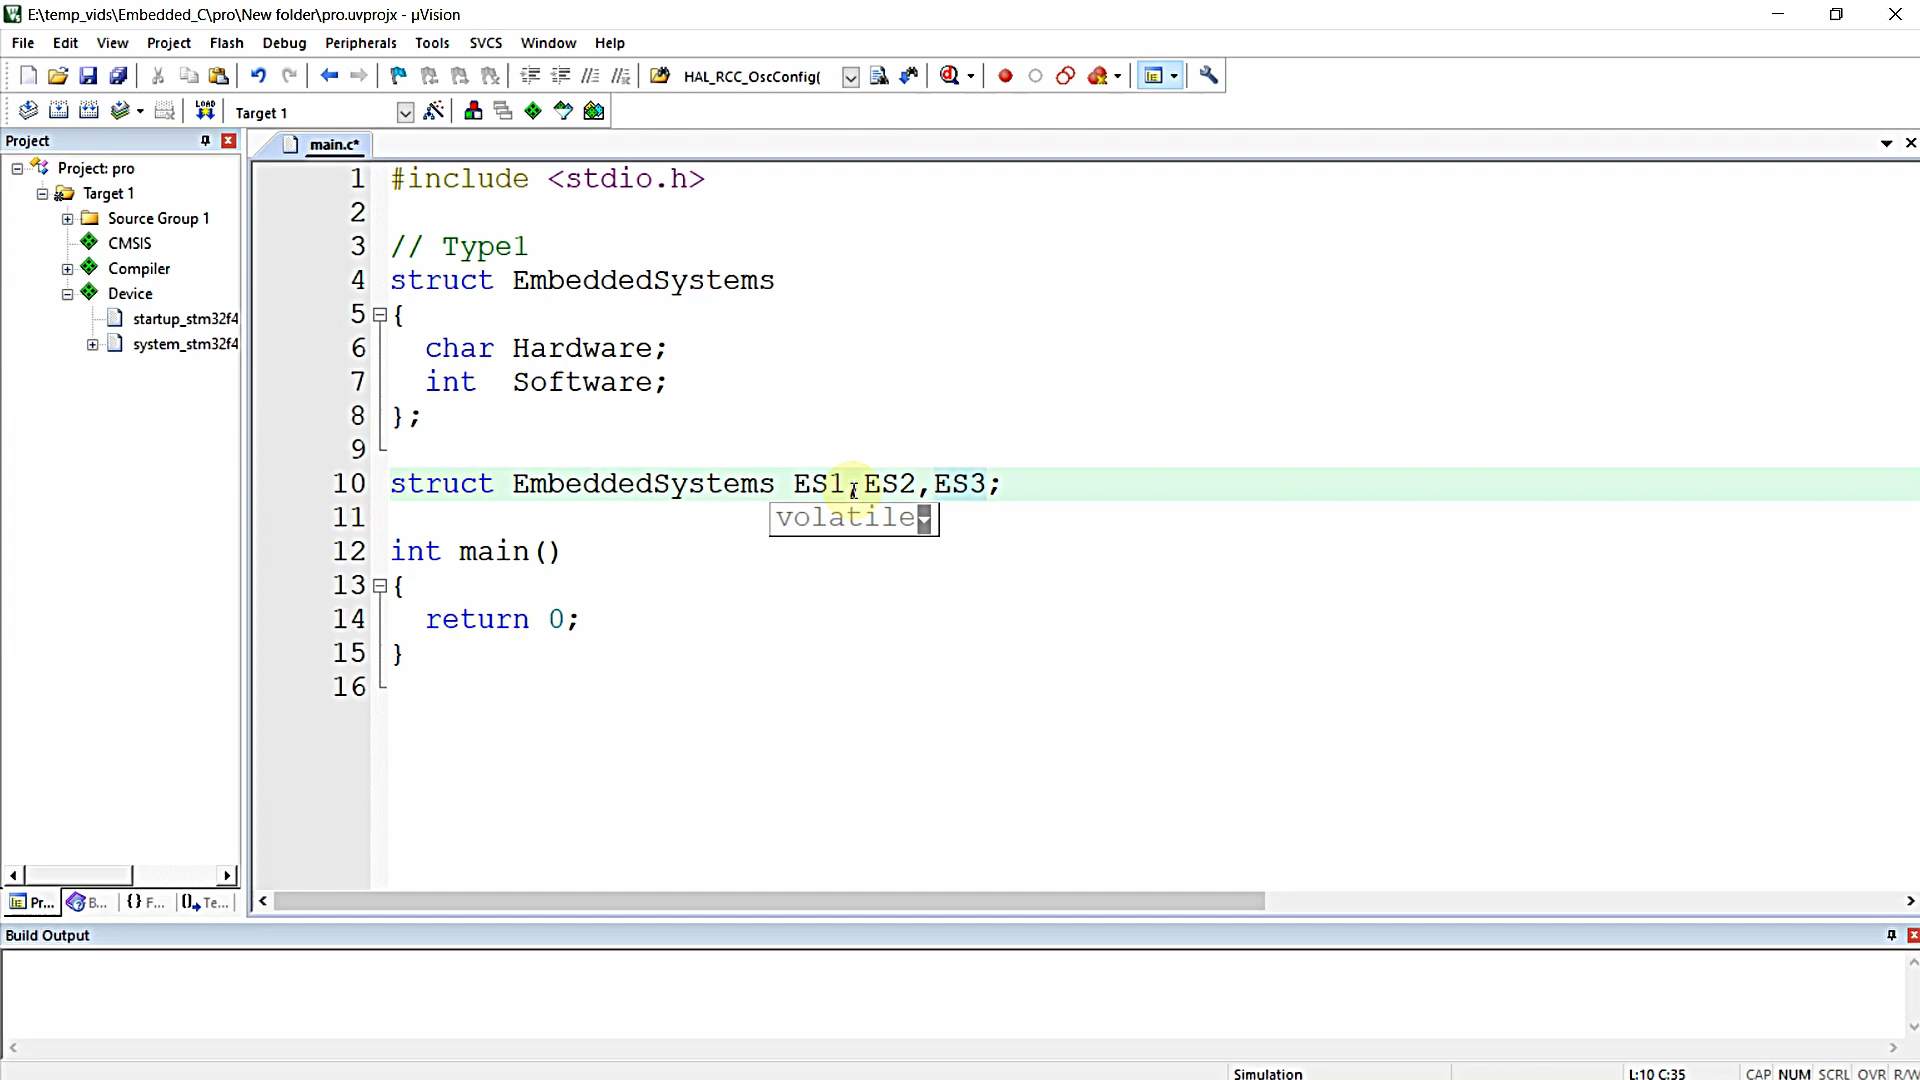 E:\temp_vids\Embedded_C\pro\New folder\pro.uvprojx - µVision
File Edit View Project Flash Debug Peripherals Tools SVCS Window Help
HAL_RCC_OscConfig(
LOAD Target 1
Project
main.c*
Project: pro
Target 1
Source Group 1
CMSIS
Compiler
Device
startup_stm32f4
system_stm32f4
1 #include <stdio.h>
2
3 // Type1
4 struct EmbeddedSystems
5 {
6 char Hardware;
7 int Software;
8 };
9
10 struct EmbeddedSystems ES1,ES2,ES3;
volatile
11
12 int main()
13 {
14 return 0;
15 }
16
Pr... B... {} F... Te...
Build Output
Simulation L:10 C:35 CAP NUM SCRL OVR R/W